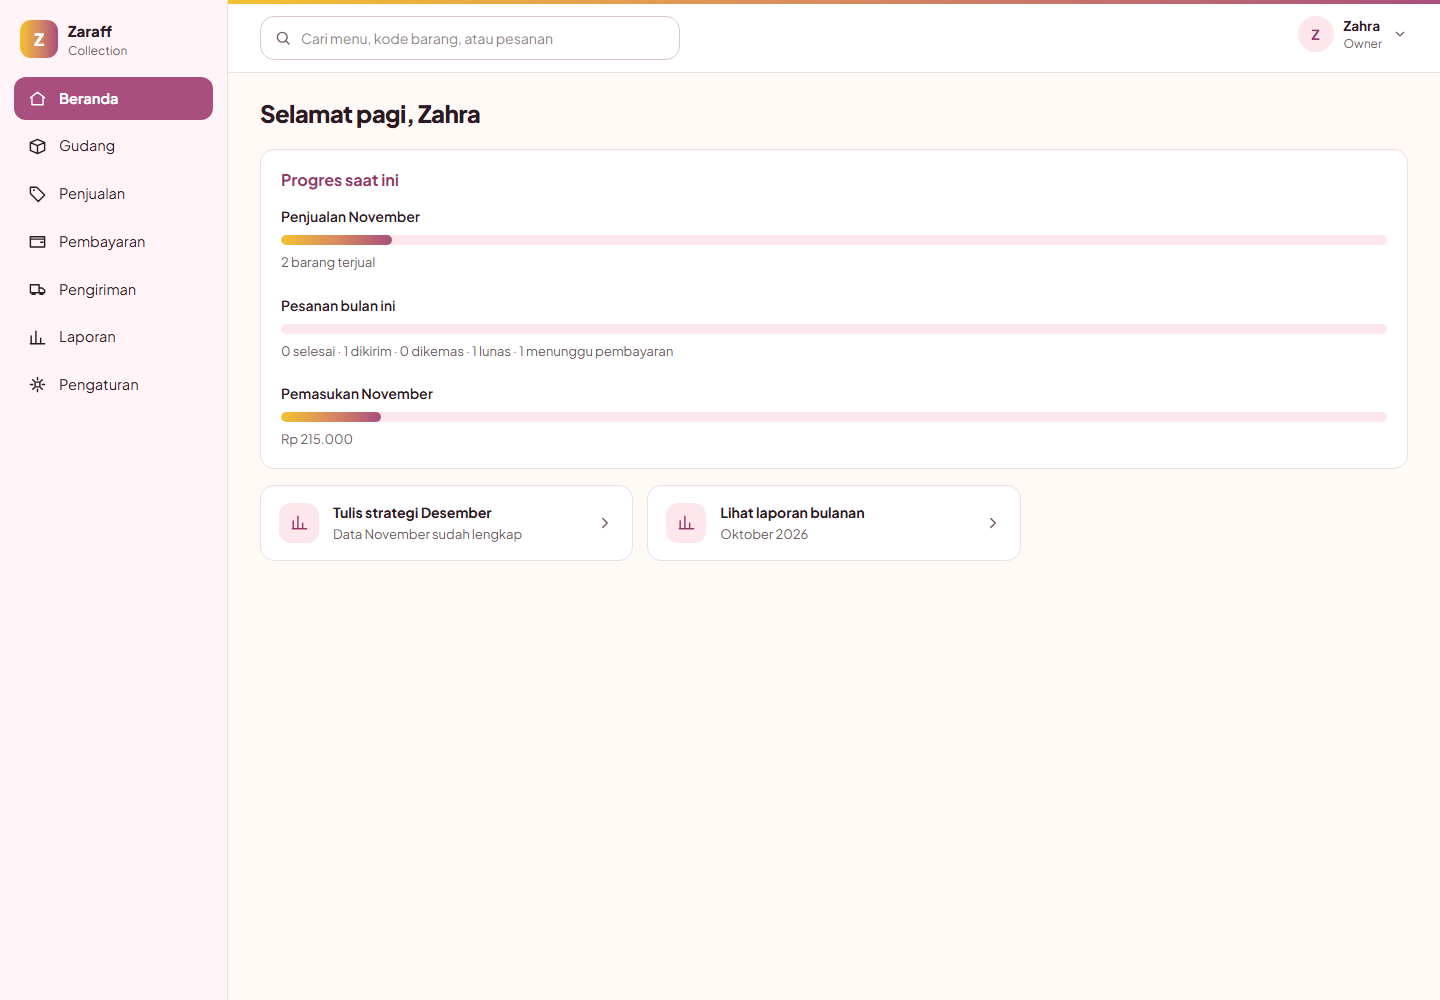 Z
Zaraff
Collection
Beranda
Gudang
Penjualan
Pembayaran
Pengiriman
Laporan
Pengaturan
Cari menu, kode barang, atau pesanan
Z
Zahra
Owner
Selamat pagi, Zahra
Progres saat ini
Penjualan November
2 barang terjual
Pesanan bulan ini
0 selesai · 1 dikirim · 0 dikemas · 1 lunas · 1 menunggu pembayaran
Pemasukan November
Rp 215.000
Tulis strategi Desember
Data November sudah lengkap
Lihat laporan bulanan
Oktober 2026